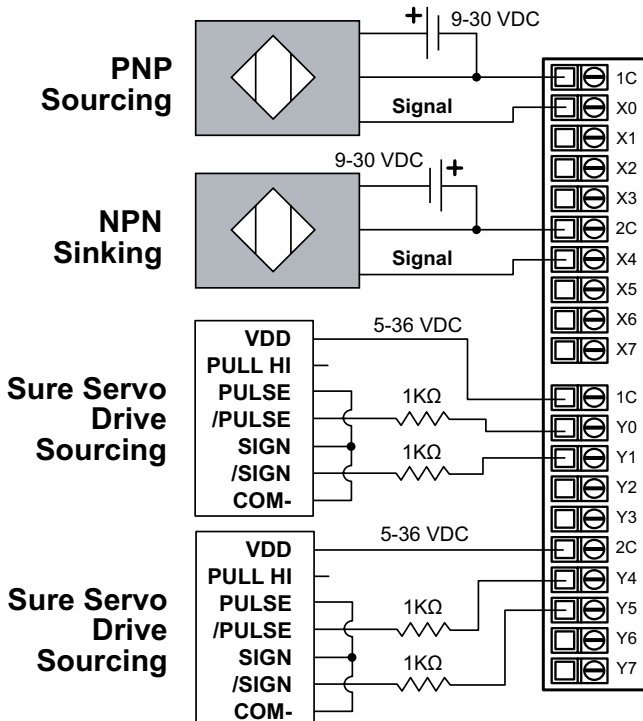 PNP
Sourcing
+
9-30 VDC
Signal
9-30 VDC
+
NPN
Sinking
Signal
1C
X0
X1
X2
X3
2C
X4
X5
X6
X7
1C
Y0
Y1
Y2
Y3
2C
Y4
Y5
Y6
Y7
Sure Servo
Drive
Sourcing
VDD
PULL HI
PULSE
/PULSE
SIGN
/SIGN
COM-
5-36 VDC
1KΩ
1KΩ
Sure Servo
Drive
Sourcing
VDD
PULL HI
PULSE
/PULSE
SIGN
/SIGN
COM-
5-36 VDC
1KΩ
1KΩ